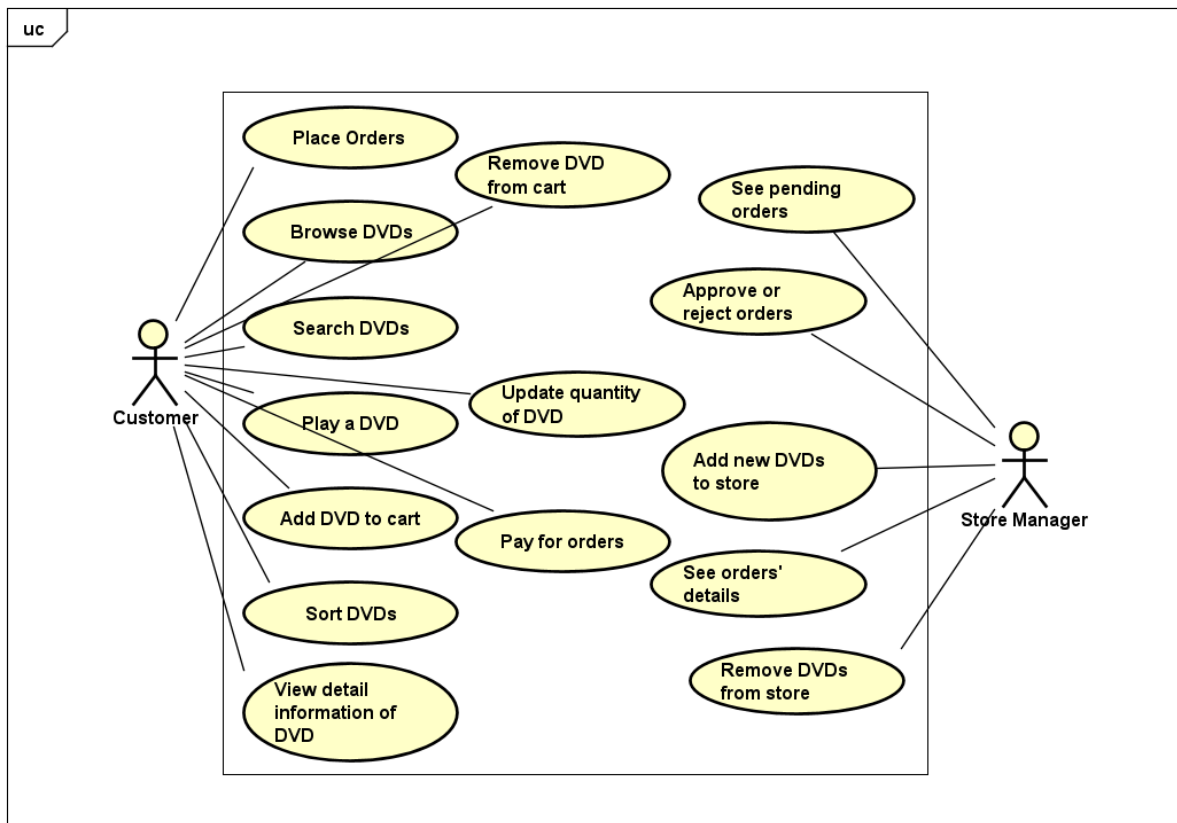 uc
Place Orders
Remove DVD
from cart
See pending
orders
Browse DVDs
Approve or
reject orders
Search DVDs
Update quantity
of DVD
Play a DVD
Customer
Add new DVDs
to store
Store Manager
Add DVD to cart
Pay for orders
See orders'
details
Sort DVDs
Remove DVDs
from store
View detail
information of
DVD